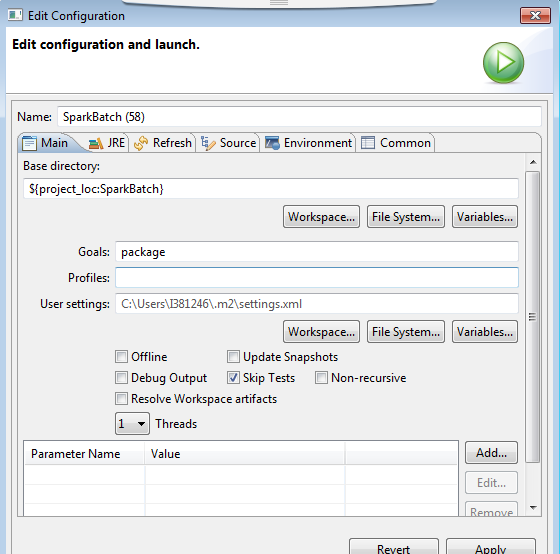 Edit Configuration
Edit configuration and launch.
Name: SparkBatch (58)
Main JRE Refresh Source Environment Common
Base directory:
${project_loc:SparkBatch}
Workspace... File System... Variables...
Goals: package
Profiles:
User settings: C:\Users\I381246\.m2\settings.xml
Workspace... File System... Variables...
Offline Update Snapshots
Debug Output Skip Tests Non-recursive
Resolve Workspace artifacts
1 Threads
Parameter Name Value Add...
Edit...
Remove
Revert Apply